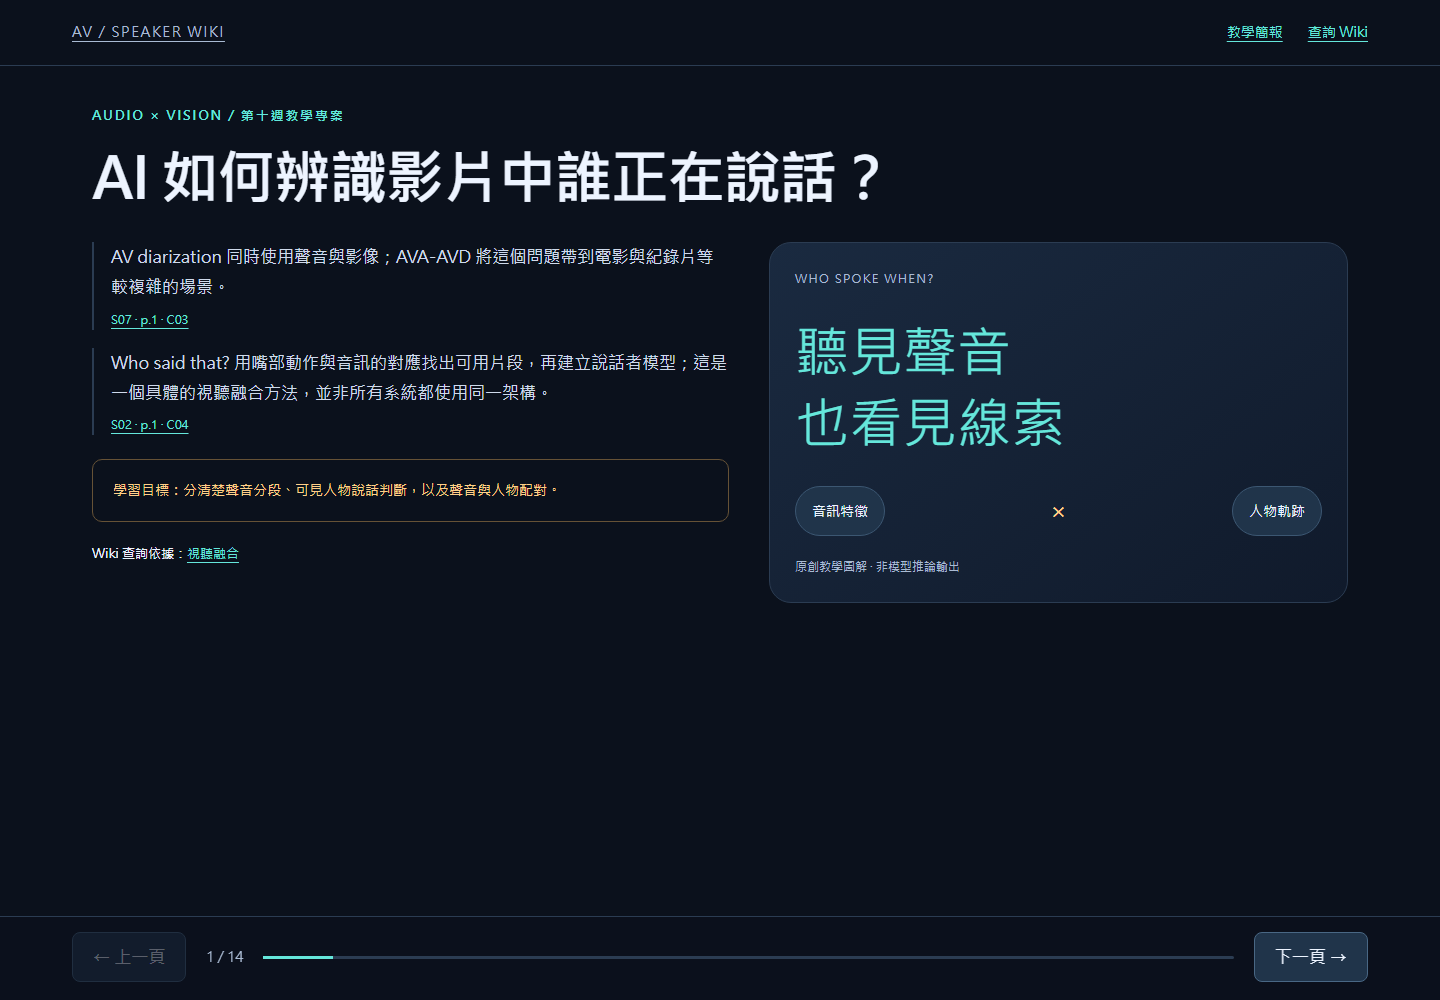 AV / SPEAKER WIKI
教學簡報
查詢 Wiki
AUDIO × VISION / 第十週教學專案
AI 如何辨識影片中誰正在說話？
AV diarization 同時使用聲音與影像；AVA-AVD 將這個問題帶到電影與紀錄片等
較複雜的場景。
S07 · p.1 · C03
Who said that? 用嘴部動作與音訊的對應找出可用片段，再建立說話者模型；這是
一個具體的視聽融合方法，並非所有系統都使用同一架構。
S02 · p.1 · C04
學習目標：分清楚聲音分段、可見人物說話判斷，以及聲音與人物配對。
Wiki 查詢依據：視聽融合
WHO SPOKE WHEN?
聽見聲音
也看見線索
音訊特徵
×
人物軌跡
原創教學圖解 · 非模型推論輸出
← 上一頁
1 / 14
下一頁 →